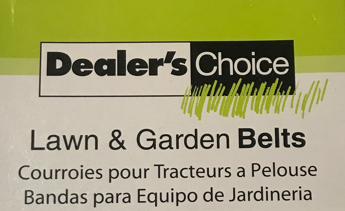 Dealer's Choice
Lawn & Garden Belts
Courroies pour Tracteurs a Pelouse
Bandas para Equipo de Jardineria